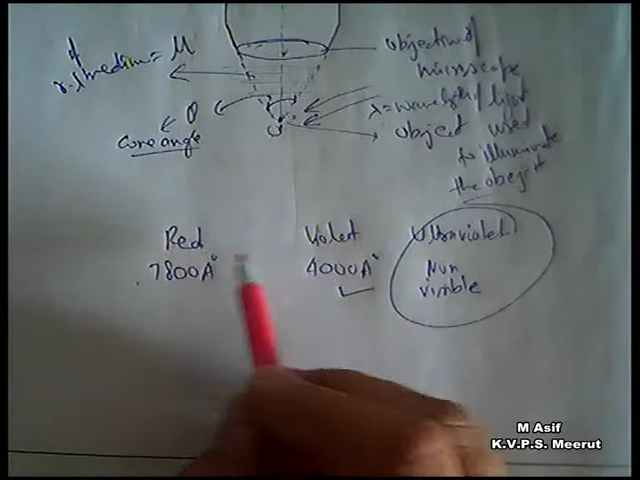 r.i of medium = μ
objective of
microscope
λ = wavelength of light
θ
cone angle
O
object used
to illuminate
the object
Red
7800A°
Violet
4000A°
Ultraviolet
Non
visible
M Asif
K.V.P.S. Meerut